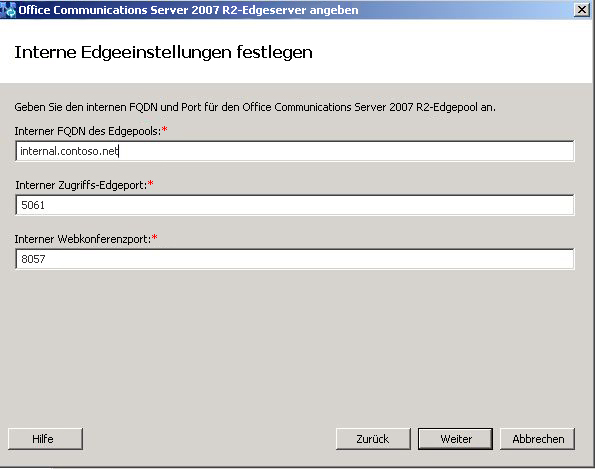 Office Communications Server 2007 R2-Edgeserver angeben
Interne Edgeeinstellungen festlegen
Geben Sie den internen FQDN und Port für den Office Communications Server 2007 R2-Edgepool an.
Interner FQDN des Edgepools:*
internal.contoso.net
Interner Zugriffs-Edgeport:*
5061
Interner Webkonferenzport:*
8057
Hilfe
Zurück
Weiter
Abbrechen